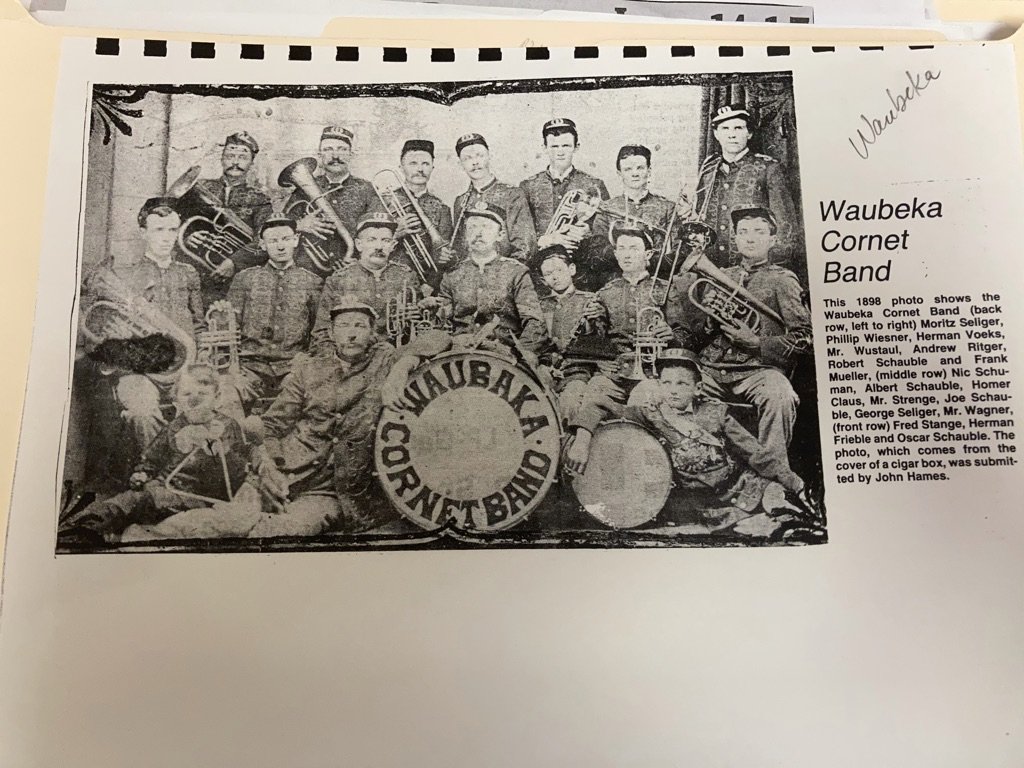 14-17
Waubeka
Waubeka
Cornet
Band
This 1898 photo shows the
Waubeka Cornet Band (back
row, left to right) Moritz Seliger,
Phillip Wiesner, Herman Voeks,
Mr. Wustaul, Andrew Ritger,
Robert Schauble and Frank
Mueller, (middle row) Nic Schu-
man, Albert Schauble, Homer
Claus, Mr. Strenge, Joe Schau-
ble, George Seliger, Mr. Wagner,
(front row) Fred Stange, Herman
Frieble and Oscar Schauble. The
photo, which comes from the
cover of a cigar box, was submit-
ted by John Hames.
WAUBAKA
CORNET BAND